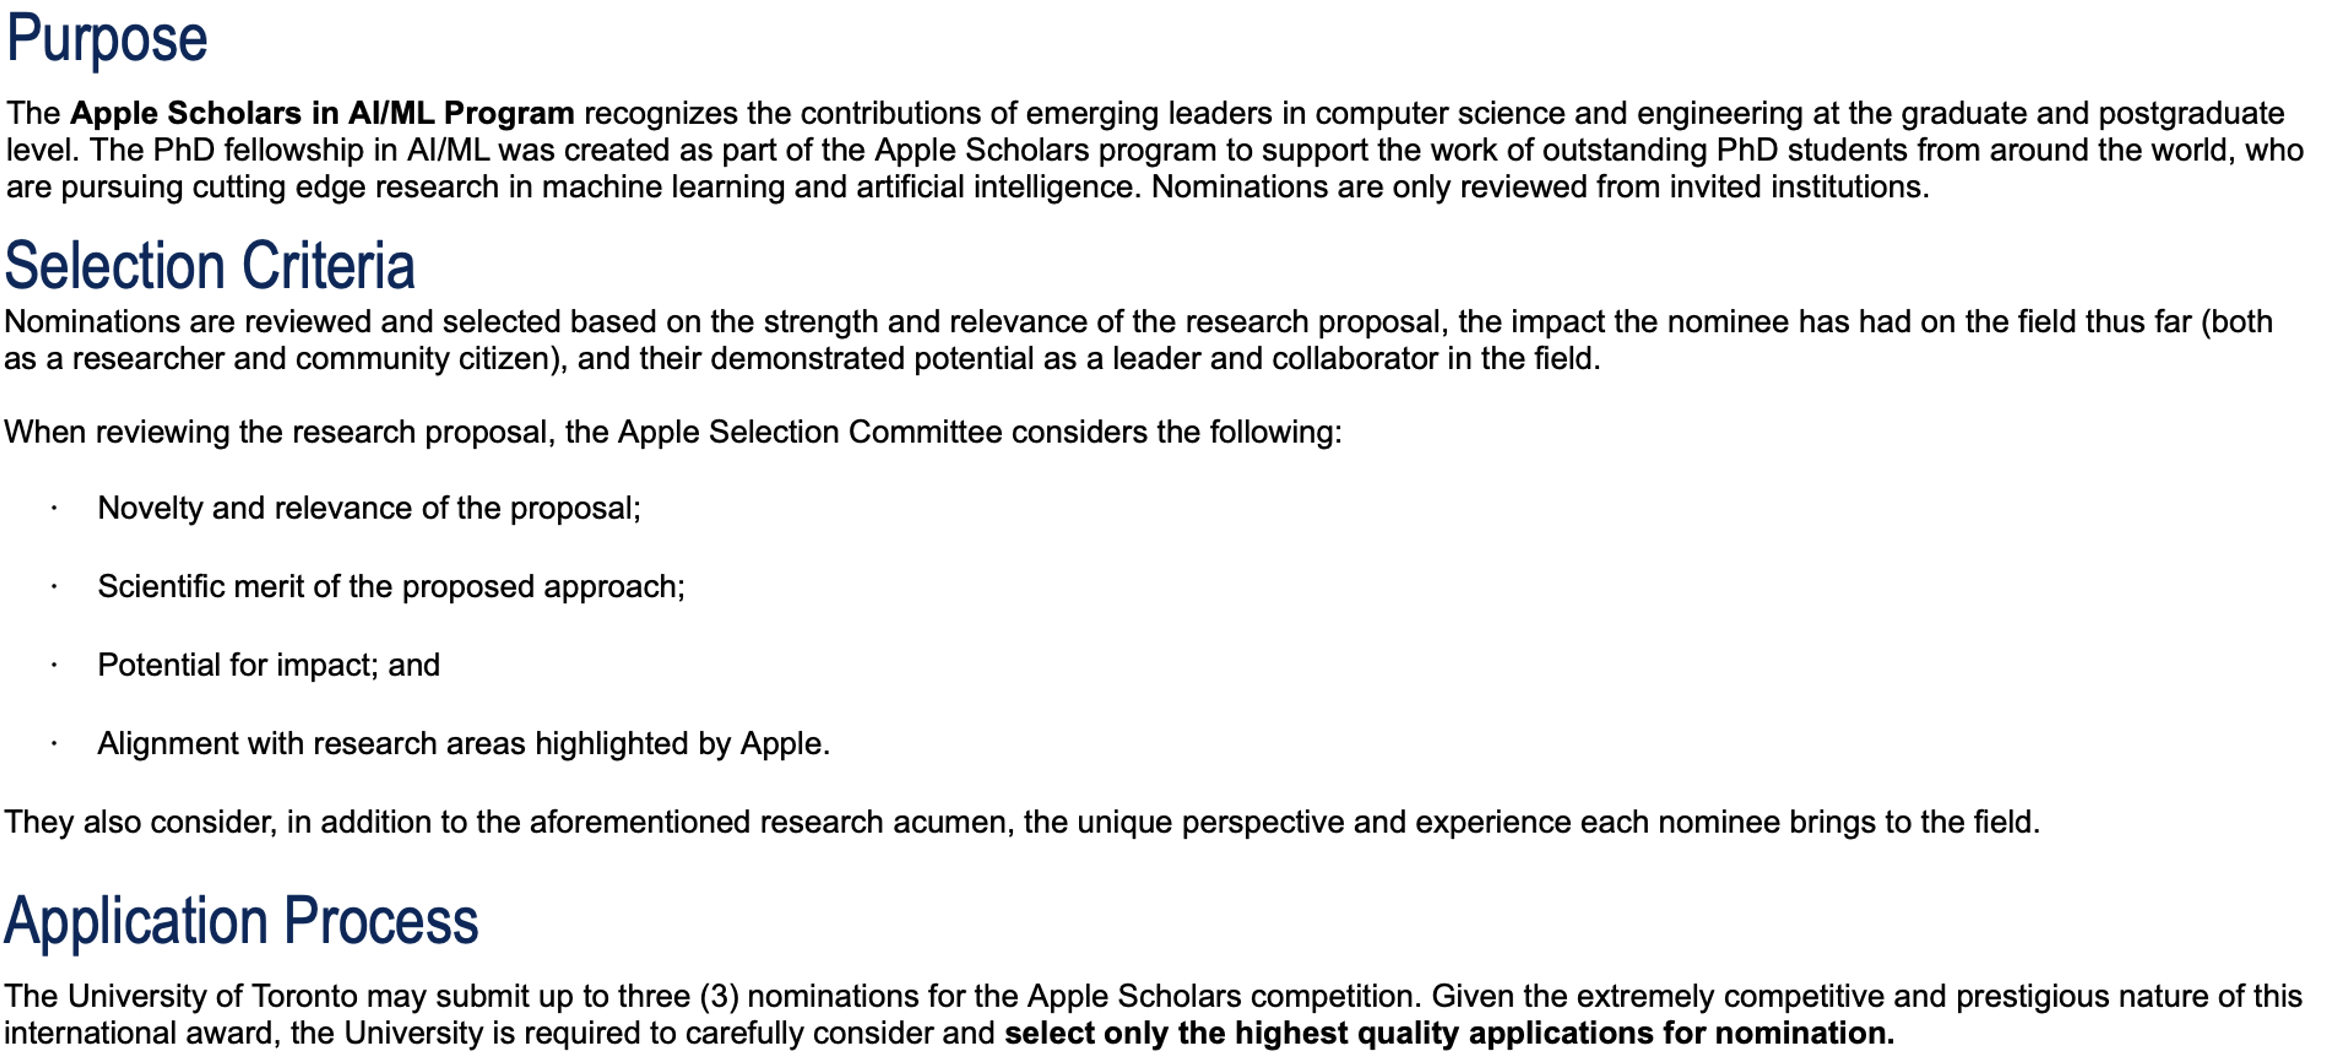 Purpose
The Apple Scholars in AI/ML Program recognizes the contributions of emerging leaders in computer science and engineering at the graduate and postgraduate
level. The PhD fellowship in AI/ML was created as part of the Apple Scholars program to support the work of outstanding PhD students from around the world, who
are pursuing cutting edge research in machine learning and artificial intelligence. Nominations are only reviewed from invited institutions.
Selection Criteria
Nominations are reviewed and selected based on the strength and relevance of the research proposal, the impact the nominee has had on the field thus far (both
as a researcher and community citizen), and their demonstrated potential as a leader and collaborator in the field.
When reviewing the research proposal, the Apple Selection Committee considers the following:
· Novelty and relevance of the proposal;
· Scientific merit of the proposed approach;
· Potential for impact; and
· Alignment with research areas highlighted by Apple.
They also consider, in addition to the aforementioned research acumen, the unique perspective and experience each nominee brings to the field.
Application Process
The University of Toronto may submit up to three (3) nominations for the Apple Scholars competition. Given the extremely competitive and prestigious nature of this
international award, the University is required to carefully consider and select only the highest quality applications for nomination.